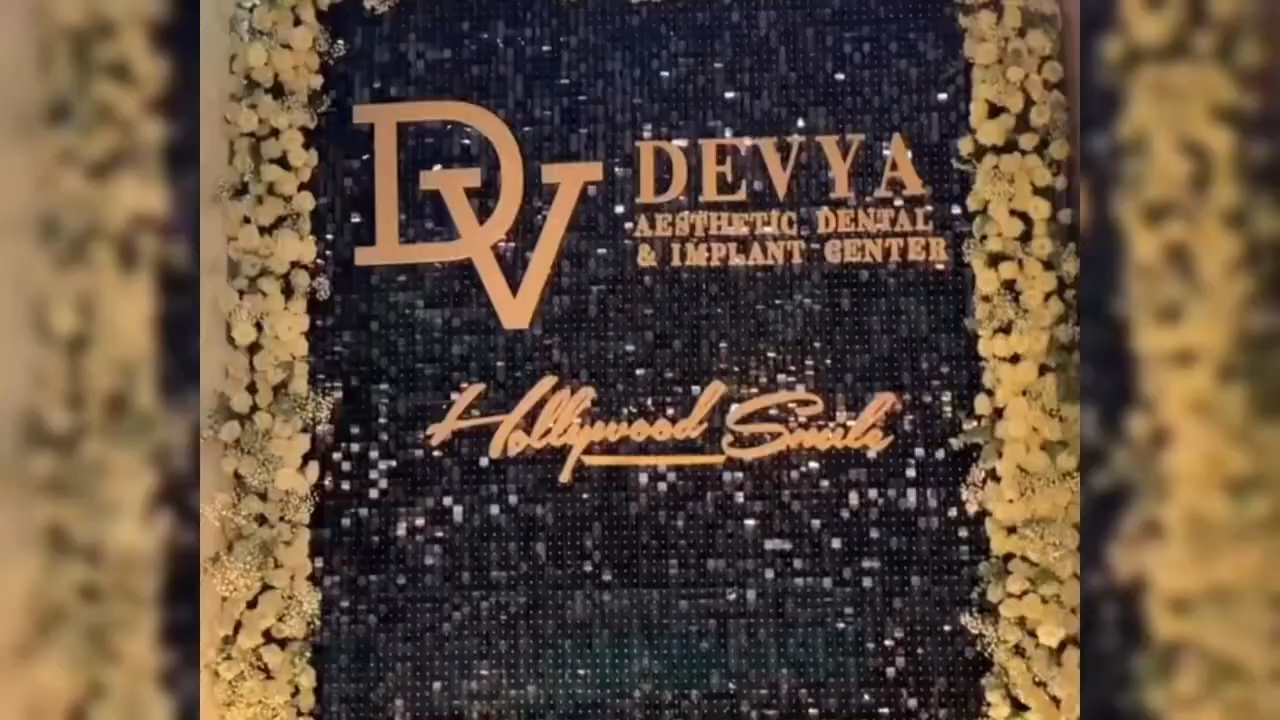 DV
DEVYA
AESTHETIC DENTAL
& IMPLANT CENTER
Hollywood Smile